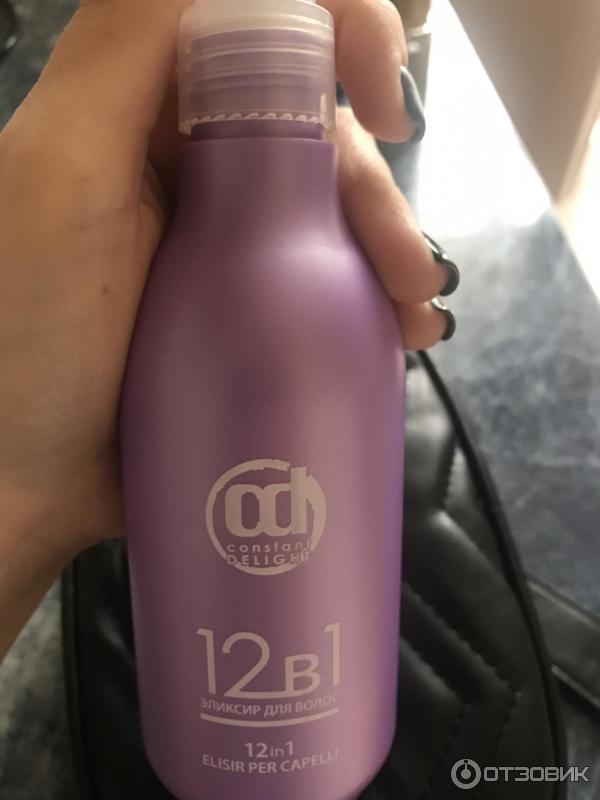 cd
constant
DELIGHT
12в1
ЭЛИКСИР ДЛЯ ВОЛОС
12in1
ELISIR PER CAPELLI
ОТЗОВИК